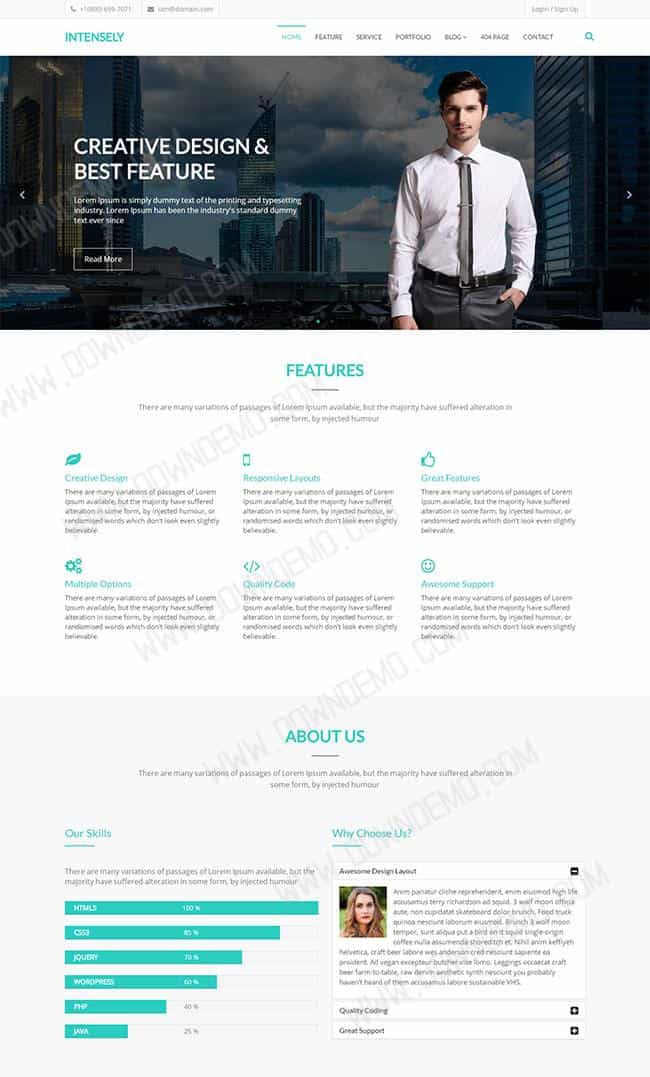 +1(800) 699-7071 iam@domain.com Login / Sign Up
INTENSELY HOME FEATURE SERVICE PORTFOLIO BLOG 404 PAGE CONTACT
CREATIVE DESIGN &
BEST FEATURE
Lorem Ipsum is simply dummy text of the printing and typesetting
industry. Lorem Ipsum has been the industry's standard dummy
text ever since
Read More
FEATURES
There are many variations of passages of Lorem Ipsum available, but the majority have suffered alteration in
some form, by injected humour
Creative Design
There are many variations of passages of Lorem
Ipsum available, but the majority have suffered
alteration in some form, by injected humour, or
randomised words which don't look even slightly
believable.
Responsive Layouts
There are many variations of passages of Lorem
Ipsum available, but the majority have suffered
alteration in some form, by injected humour, or
randomised words which don't look even slightly
believable.
Great Features
There are many variations of passages of Lorem
Ipsum available, but the majority have suffered
alteration in some form, by injected humour, or
randomised words which don't look even slightly
believable.
Multiple Options
There are many variations of passages of Lorem
Ipsum available, but the majority have suffered
alteration in some form, by injected humour, or
randomised words which don't look even slightly
believable.
Quality Code
There are many variations of passages of Lorem
Ipsum available, but the majority have suffered
alteration in some form, by injected humour, or
randomised words which don't look even slightly
believable.
Awesome Support
There are many variations of passages of Lorem
Ipsum available, but the majority have suffered
alteration in some form, by injected humour, or
randomised words which don't look even slightly
believable.
ABOUT US
There are many variations of passages of Lorem Ipsum available, but the majority have suffered alteration in
some form, by injected humour
Our Skills
There are many variations of passages of Lorem Ipsum available, but the
majority have suffered alteration in some form, by injected humour
HTML5 100 %
CSS3 85 %
JQUERY 70 %
WORDPRESS 60 %
PHP 40 %
JAVA 25 %
Why Choose Us?
Awesome Design Layout
Anim pariatur cliche reprehenderit, enim eiusmod high life
accusamus terry richardson ad squid. 3 wolf moon officia
aute, non cupidatat skateboard dolor brunch. Food truck
quinoa nesciunt laborum eiusmod. Brunch 3 wolf moon
tempor, sunt aliqua put a bird on it squid single-origin
coffee nulla assumenda shoreditch et. Nihil anim keffiyeh
helvetica, craft beer labore wes anderson cred nesciunt sapiente ea
proident. Ad vegan excepteur butcher vice lomo. Leggings occaecat craft
beer farm-to-table, raw denim aesthetic synth nesciunt you probably
haven't heard of them accusamus labore sustainable VHS.
Quality Coding
Great Support
WWW.DOWNDEMO.COM
WWW.DOWNDEMO.COM
WWW.DOWNDEMO.COM
WWW.DOWNDEMO.COM
WWW.DOWNDEMO.COM
WWW.DOWNDEMO.COM